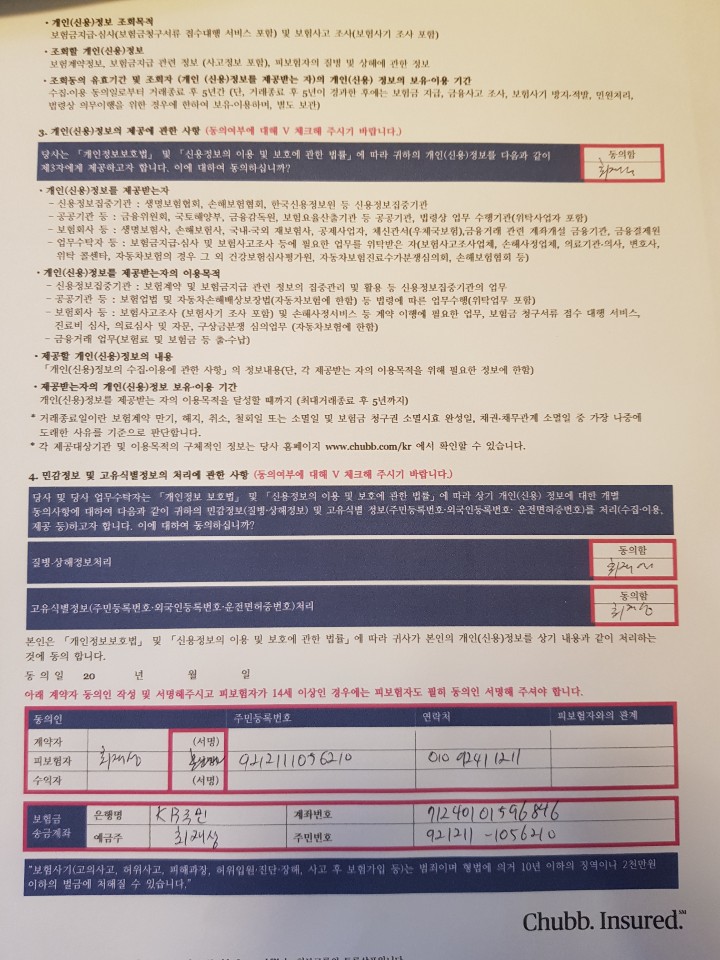 · 개인(신용)정보 조회목적
보험금지급·심사(보험금청구서류 접수대행 서비스 포함) 및 보험사고 조사(보험사기 조사 포함)
· 조회할 개인(신용)정보
보험계약정보, 보험금지급 관련 정보 (사고정보 포함), 피보험자의 질병 및 상해에 관한 정보
· 조회동의 유효기간 및 조회자 (개인 (신용)정보를 제공받는 자)의 개인 (신용) 정보의 보유·이용 기간
수집·이용 동의일로부터 거래종료 후 5년간 (단, 거래종료 후 5년이 경과한 후에는 보험금 지급, 금융사고 조사, 보험사기 방지·적발, 민원처리,
법령상 의무이행을 위한 경우에 한하여 보유·이용하며, 별도 보관)
3. 개인(신용)정보의 제공에 관한 사항 (동의여부에 대해 V 체크해 주시기 바랍니다.)
당사는 「개인정보보호법」 및 「신용정보의 이용 및 보호에 관한 법률」에 따라 귀하의 개인(신용)정보를 다음과 같이
제3자에게 제공하고자 합니다. 이에 대하여 동의하십니까?
동의함
· 개인(신용)정보를 제공받는자
– 신용정보집중기관 : 생명보험협회, 손해보험협회, 한국신용정보원 등 신용정보집중기관
– 공공기관 등 : 금융위원회, 국토해양부, 금융감독원, 보험요율산출기관 등 공공기관, 법령상 업무 수행기관(위탁사업자 포함)
– 보험회사 등 : 생명보험사, 손해보험사, 국내·국외 재보험사, 공제사업자, 체신관서(우체국보험),금융거래 관련 계좌개설 금융기관, 금융결제원
– 업무수탁자 등 : 보험금지급·심사 및 보험사고조사 등에 필요한 업무를 위탁받은 자(보험사고조사업체, 손해사정업체, 의료기관·의사, 변호사,
위탁 콜센타, 자동차보험의 경우 그 외 건강보험심사평가원, 자동차보험진료수가분쟁심의회, 손해보험협회 등)
· 개인(신용)정보를 제공받는자의 이용목적
– 신용정보집중기관 : 보험계약 및 보험금지급 관련 정보의 집중관리 및 활용 등 신용정보집중기관의 업무
– 공공기관 등 : 보험업법 및 자동차손해배상보장법(자동차보험에 한함) 등 법령에 따른 업무수행(위탁업무 포함)
– 보험회사 등 : 보험사고조사 (보험사기 조사 포함) 및 손해사정서비스 등 계약 이행에 필요한 업무, 보험금 청구서류 접수 대행 서비스,
진료비 심사, 의료심사 및 자문, 구상금분쟁 심의업무 (자동차보험에 한함)
– 금융거래 업무(보험료 및 보험금 등 출·수납)
· 제공할 개인(신용)정보의 내용
「개인(신용)정보의 수집·이용에 관한 사항」의 정보내용(단, 각 제공받는 자의 이용목적을 위해 필요한 정보에 한함)
· 제공받는자의 개인(신용)정보 보유·이용 기간
개인(신용)정보를 제공받는 자의 이용목적을 달성할 때까지 (최대거래종료 후 5년까지)
* 거래종료일이란 보험계약 만기, 해지, 취소, 철회일 또는 소멸일 및 보험금 청구권 소멸시효 완성일, 채권·채무관계 소멸일 중 가장 나중에
도래한 사유를 기준으로 판단합니다.
* 각 제공대상기관 및 이용목적의 구체적인 정보는 당사 홈페이지 www.chubb.com/kr 에서 확인할 수 있습니다.
4. 민감정보 및 고유식별정보의 처리에 관한 사항 (동의여부에 대해 V 체크해 주시기 바랍니다.)
당사 및 당사 업무수탁자는 「개인정보 보호법」 및 「신용정보의 이용 및 보호에 관한 법률」에 따라 상기 개인(신용) 정보에 대한 개별
동의사항에 대하여 다음과 같이 귀하의 민감정보(질병·상해정보) 및 고유식별 정보(주민등록번호·외국인등록번호· 운전면허증번호)를 처리(수집·이용,
제공 등)하고자 합니다. 이에 대하여 동의하십니까?
질병·상해정보처리
동의함
고유식별정보(주민등록번호·외국인등록번호·운전면허증번호)처리
동의함
본인은 「개인정보보호법」 및 「신용정보의 이용 및 보호에 관한 법률」에 따라 귀사가 본인의 개인(신용)정보를 상기 내용과 같이 처리하는
것에 동의 합니다.
동 의 일 20 년 월 일
아래 계약자 동의인 작성 및 서명해주시고 피보험자가 14세 이상인 경우에는 피보험자도 필히 동의인 서명해 주셔야 합니다.
동의인 주민등록번호 연락처 피보험자와의 관계
계약자 (서명)
피보험자 최재상 9212111056210 010 92411211
수익자 (서명)
보험금
송금계좌
은행명 KB국민 계좌번호 71240101596846
예금주 최재상 주민번호 921211 -1056210
"보험사기(고의사고, 허위사고, 피해과장, 허위입원·진단·장해, 사고 후 보험가입 등)는 범죄이며 형법에 의거 10년 이하의 징역이나 2천만원
이하의 벌금에 처해질 수 있습니다."
Chubb. Insured.℠